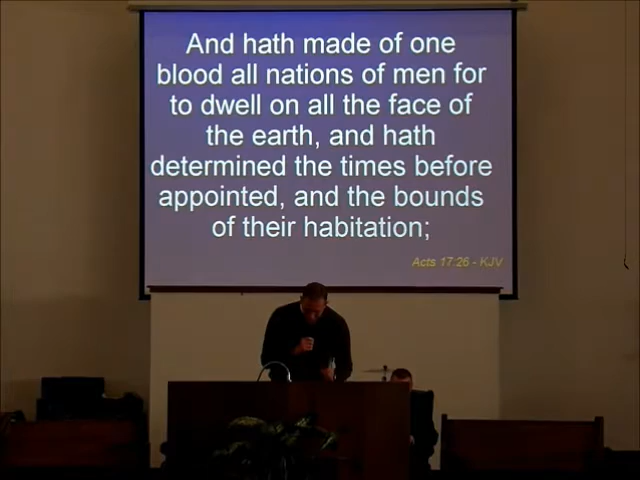 And hath made of one
blood all nations of men for
to dwell on all the face of
the earth, and hath
determined the times before
appointed, and the bounds
of their habitation;
Acts 17:26 - KJV